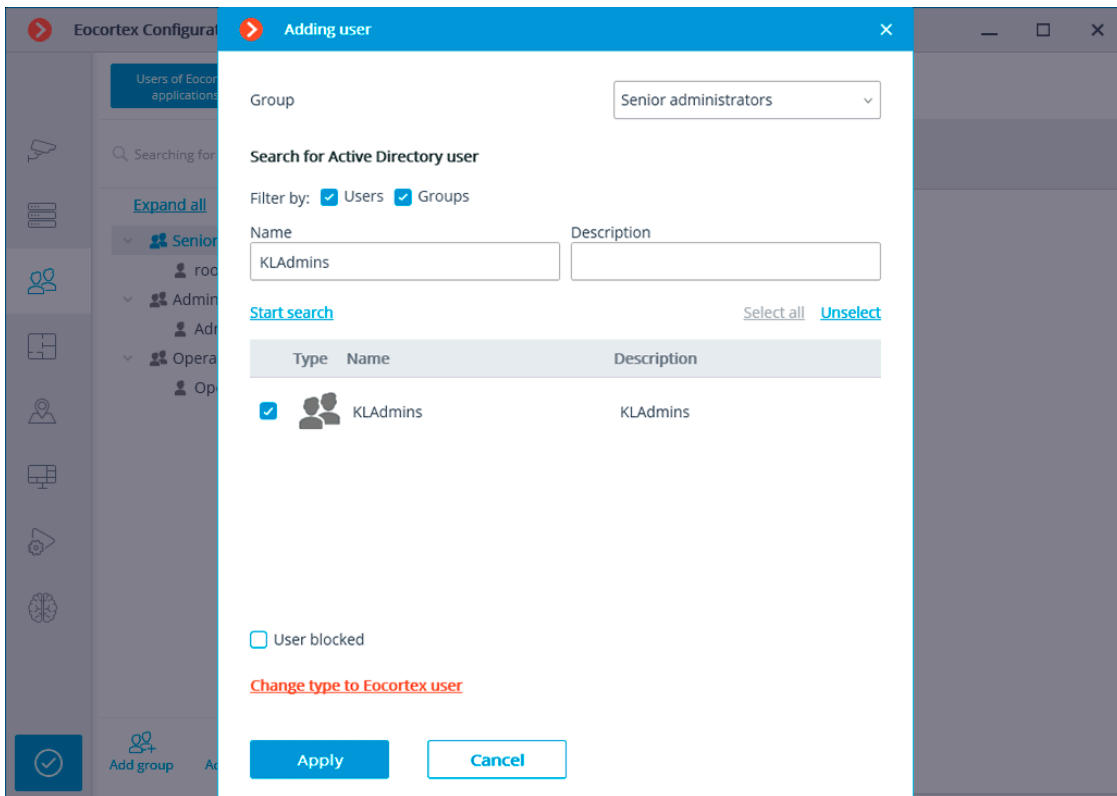 Eocortex Configurat
Adding user
Users of Eocor
applications
Group
Senior administrators
Searching for
Search for Active Directory user
Filter by: Users Groups
Expand all
Name Description
Senior
KLAdmins
roo
Admin
Start search Select all Unselect
Adr
Type Name Description
Opera
Op
KLAdmins KLAdmins
User blocked
Change type to Eocortex user
Add group Ac
Apply Cancel